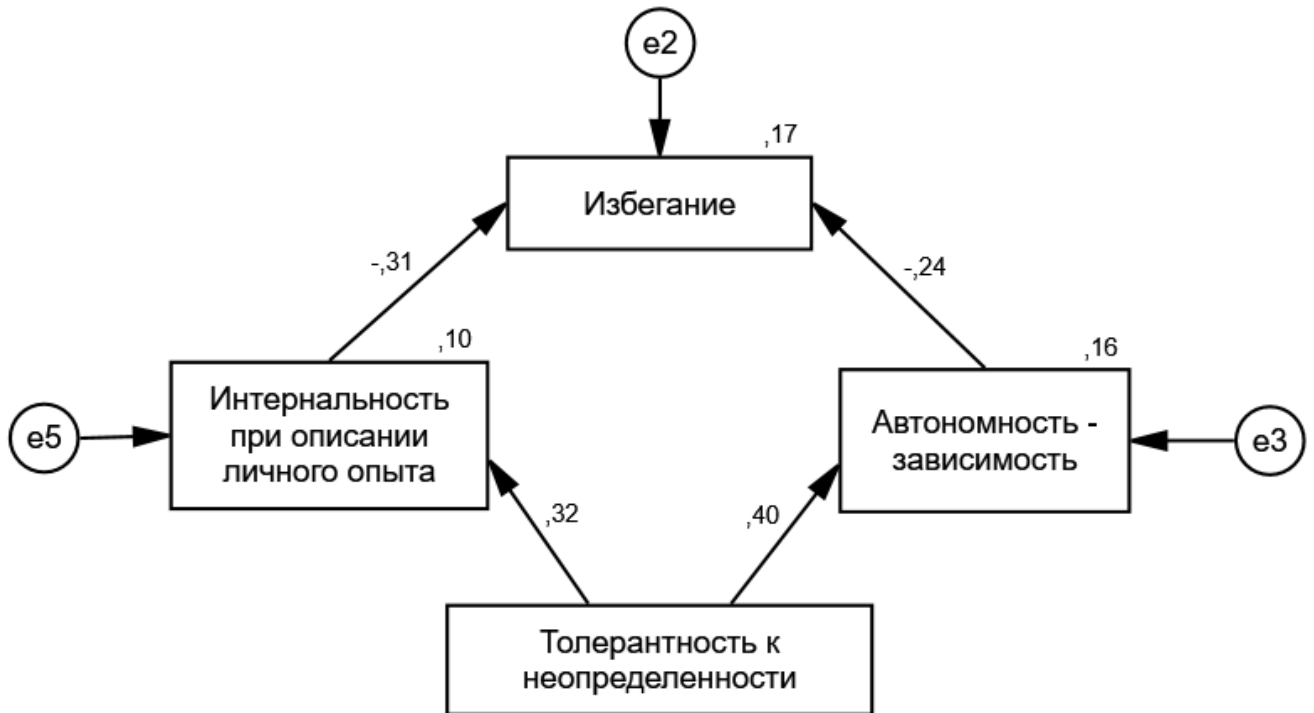 e2
,17
Избегание
-,31
-,24
,10
,16
Интернальность
при описании
личного опыта
Автономность -
зависимость
e5
e3
,32
,40
Толерантность к
неопределенности